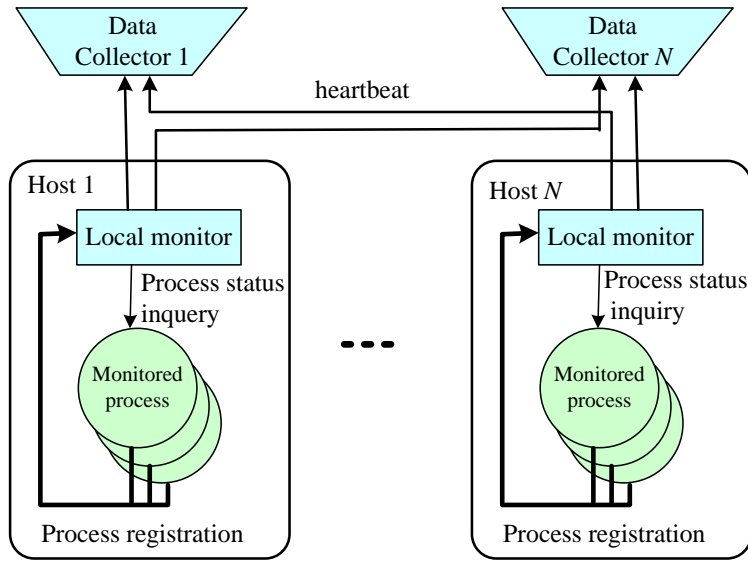 Data
Collector 1
Data
Collector N
heartbeat
Host 1
Host N
Local monitor
Local monitor
Process status
inquery
Process status
inquiry
Monitored
process
Monitored
process
Process registration
Process registration